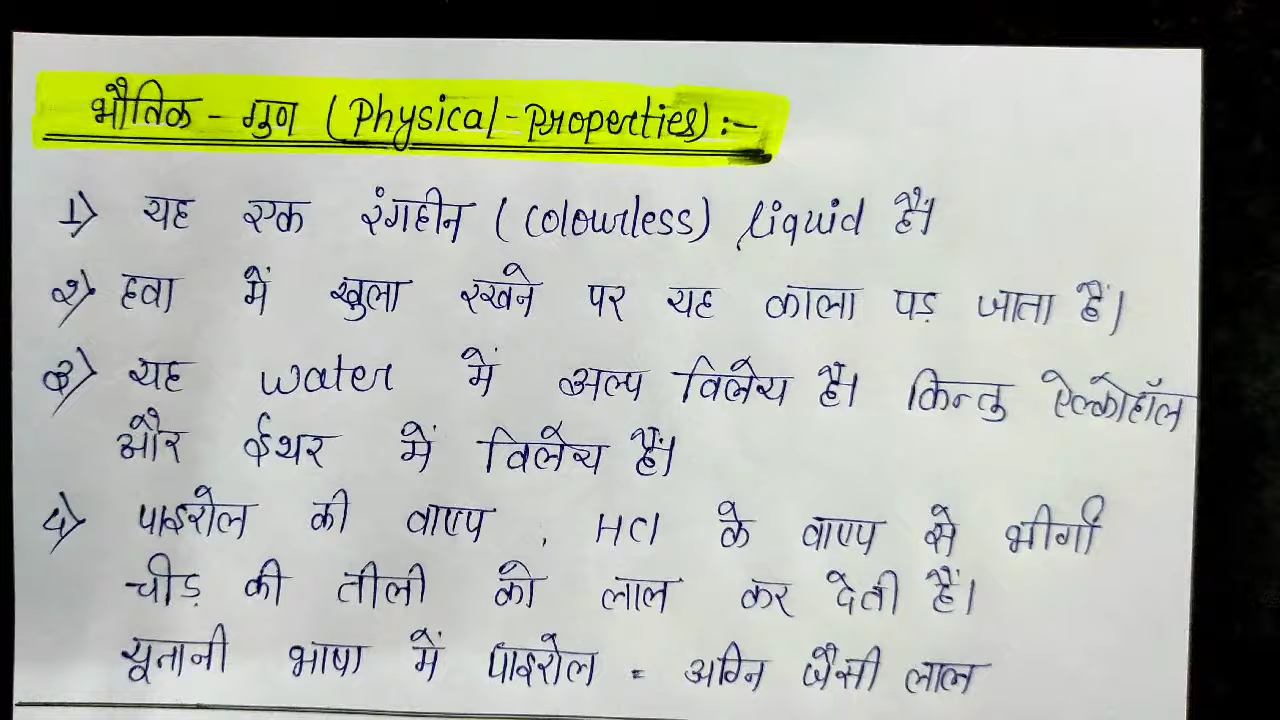 भौतिक - गुण (Physical - Properties) :-
1) यह एक रंगहीन (Colourless) liquid हैं।
2) हवा में खुला रखने पर यह काला पड़ जाता हैं।
3) यह water में अल्प विलेय है। किन्तु ऐल्कोहॉल
और ईथर में विलेय हैं।
4) पाइरोल की वाष्प , HCl के वाष्प से भीगी
चीड़ की तीली को लाल कर देती हैं।
यूनानी भाषा में पाइरोल = अग्नि जैसी लाल